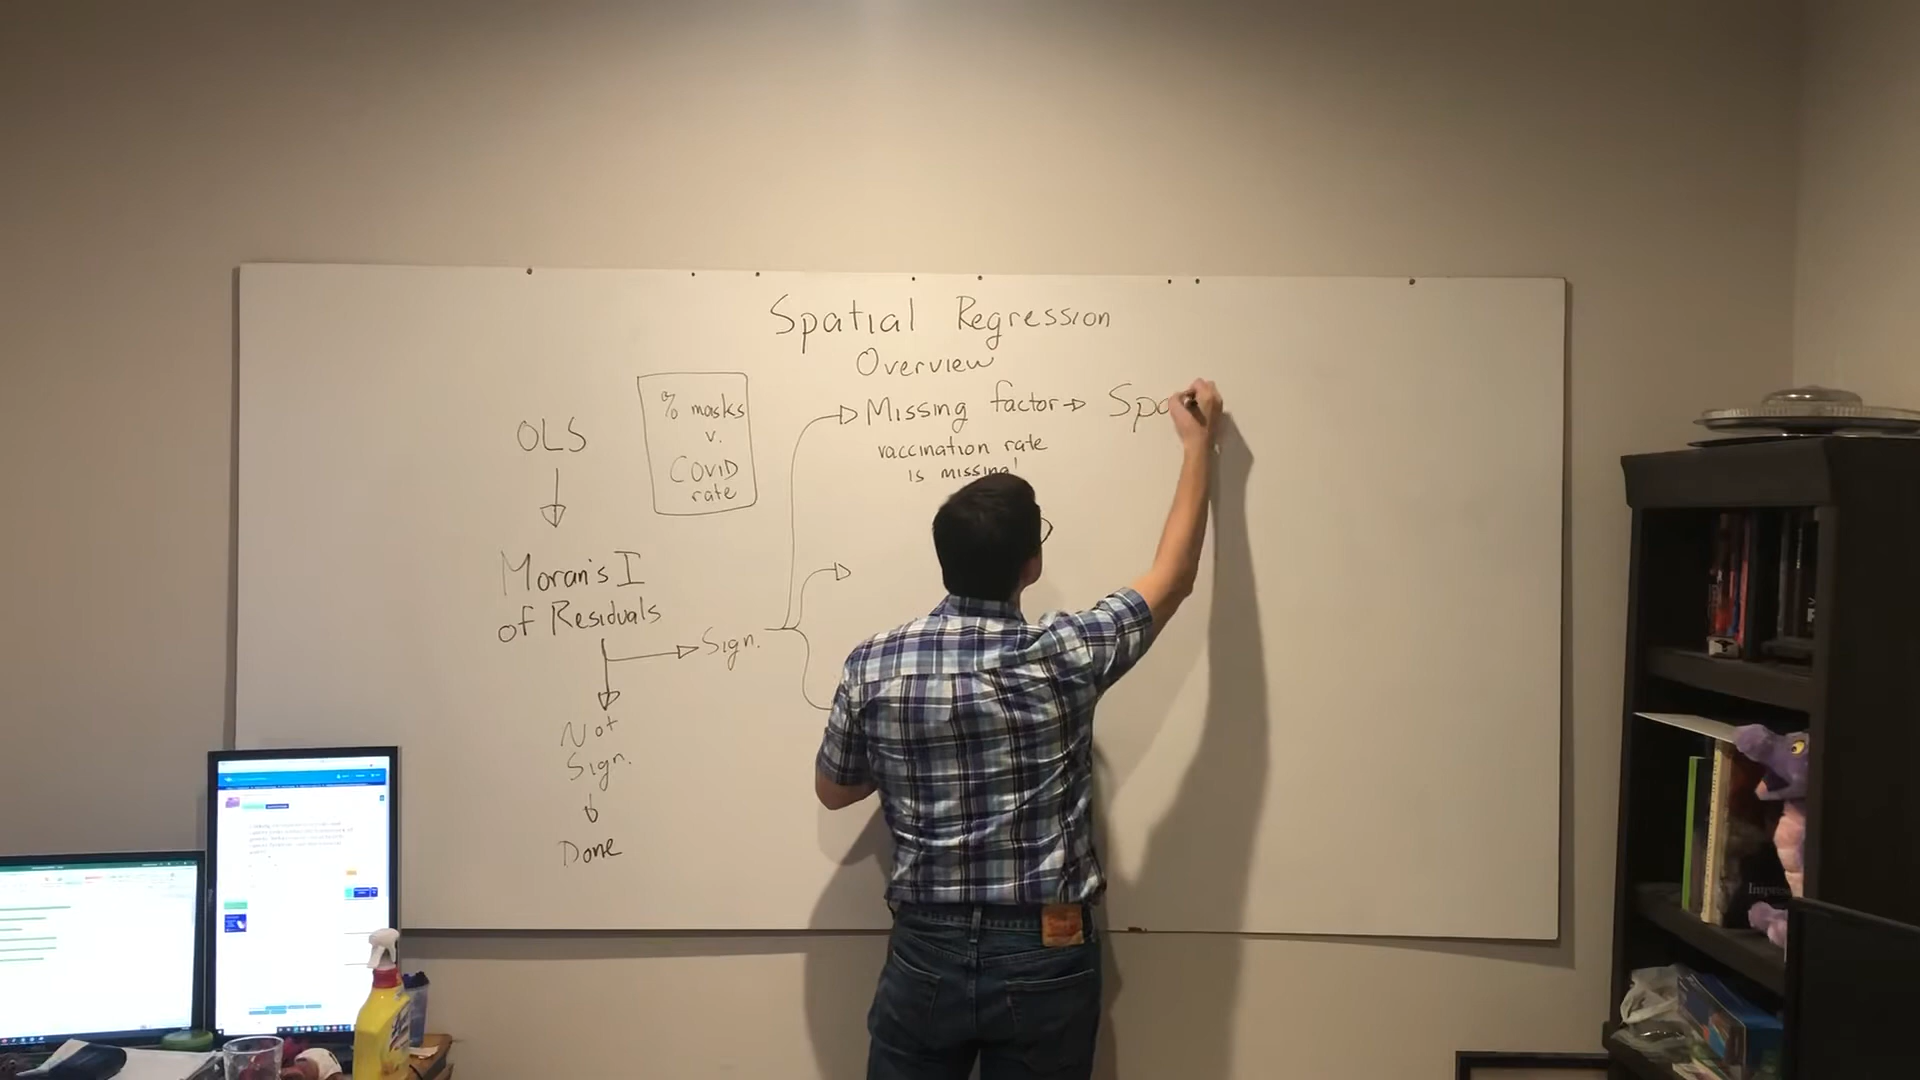 Spatial Regression
Overview
OLS
% masks
v.
COVID
rate
Missing factor
vaccination rate
is missing!
Moran's I
of Residuals
Sign.
Not
Sign.
Done